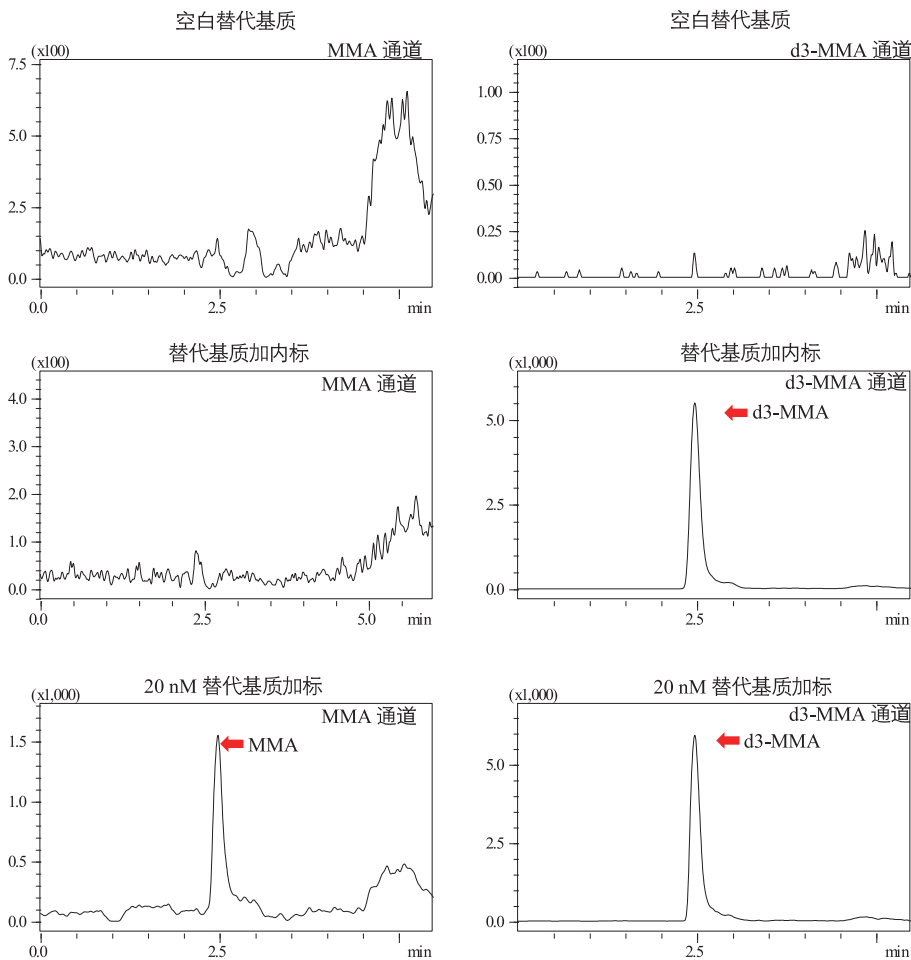 空白替代基质
(x100)
MMA 通道
7.5
5.0
2.5
0.0
0.0
2.5
min
空白替代基质
(x100)
d3-MMA 通道
1.00
0.75
0.50
0.25
0.00
2.5
min
替代基质加内标
(x100)
MMA 通道
4.0
3.0
2.0
1.0
0.0
0.0
2.5
5.0
min
替代基质加内标
(x1,000)
d3-MMA 通道
d3-MMA
5.0
2.5
0.0
2.5
min
20 nM 替代基质加标
(x1,000)
MMA 通道
MMA
1.5
1.0
0.5
0.0
0.0
2.5
min
20 nM 替代基质加标
(x1,000)
d3-MMA 通道
d3-MMA
5.0
2.5
0.0
2.5
min